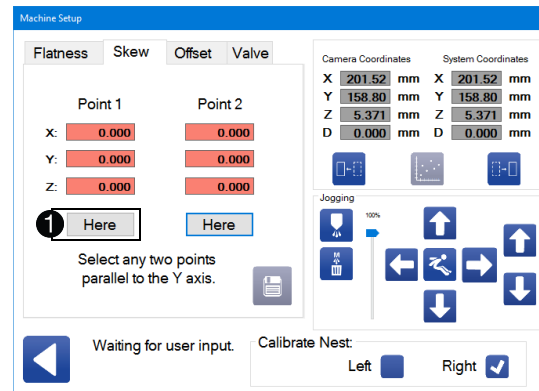 Machine Setup
Flatness Skew Offset Valve
Point 1 Point 2
X: 0.000 0.000
Y: 0.000 0.000
Z: 0.000 0.000
1 Here Here
Select any two points
parallel to the Y axis.
Waiting for user input.
Camera Coordinates System Coordinates
X 201.52 mm X 201.52 mm
Y 158.80 mm Y 158.80 mm
Z 5.371 mm Z 5.371 mm
D 0.000 mm D 0.000 mm
Jogging
100%
M
Calibrate Nest:
Left Right